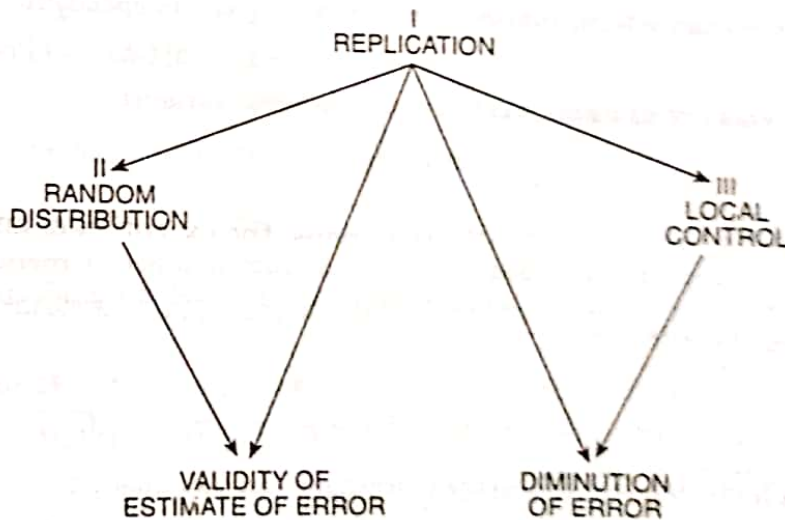 I
REPLICATION
II
RANDOM
DISTRIBUTION
III
LOCAL
CONTROL
VALIDITY OF
ESTIMATE OF ERROR
DIMINUTION
OF ERROR